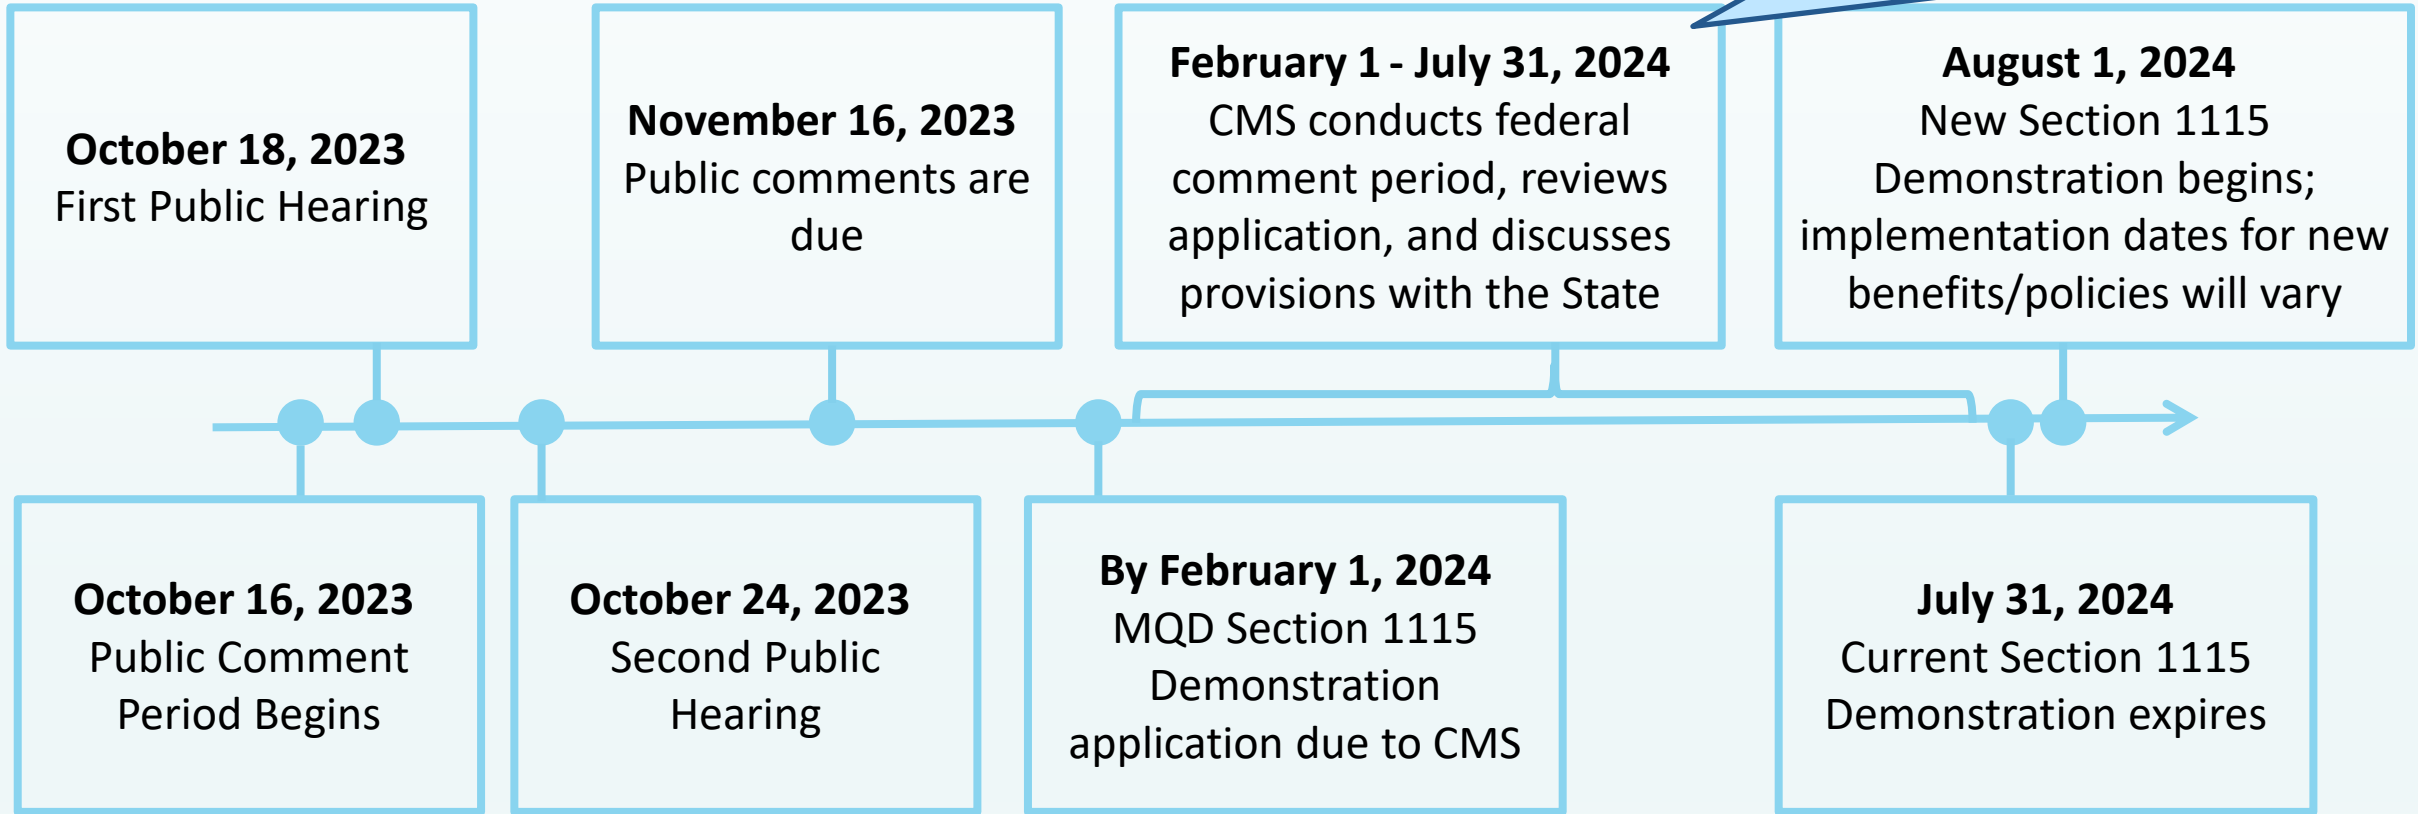 October 18, 2023
First Public Hearing
November 16, 2023
Public comments are
due
February 1 - July 31, 2024
CMS conducts federal
comment period, reviews
application, and discusses
provisions with the State
August 1, 2024
New Section 1115
Demonstration begins;
implementation dates for new
benefits/policies will vary
October 16, 2023
Public Comment
Period Begins
October 24, 2023
Second Public
Hearing
By February 1, 2024
MQD Section 1115
Demonstration
application due to CMS
July 31, 2024
Current Section 1115
Demonstration expires